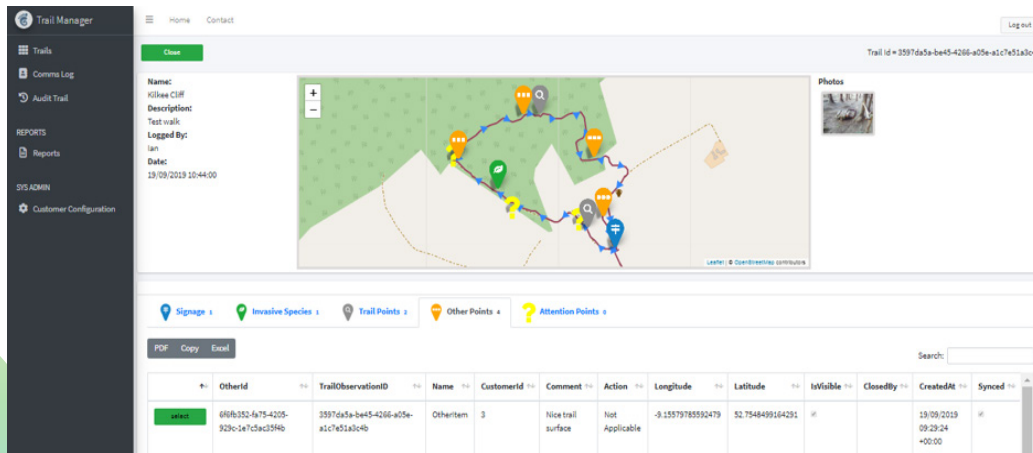 Trail Manager
Home Contact
Log out
Trails
Comms Log
Audit Trail
REPORTS
Reports
SYS ADMIN
Customer Configuration
Close
Trail Id = 3597da5a-be45-4266-a05e-a1c7e51a3c
Name:
Kilkee Cliff
Description:
Test walk
Logged By:
Ian
Date:
19/09/2019 10:44:00
+
−
Leaflet | © OpenStreetMap contributors
Photos
Signage 1
Invasive Species 1
Trail Points 2
Other Points 4
Attention Points
PDF Copy Excel
Search:
OtherId TrailObservationID Name CustomerId Comment Action Longitude Latitude IsVisible ClosedBy CreatedAt Synced
select 6f6fb352-fa75-4205- 3597da5a-be45-4266-a05e- OtherItem 3 Nice trail Not -9.15579785592479 52.7548499164291 19/09/2019
929c-1e7c5ac35f4b a1c7e51a3c4b surface Applicable 09:29:24
+00:00